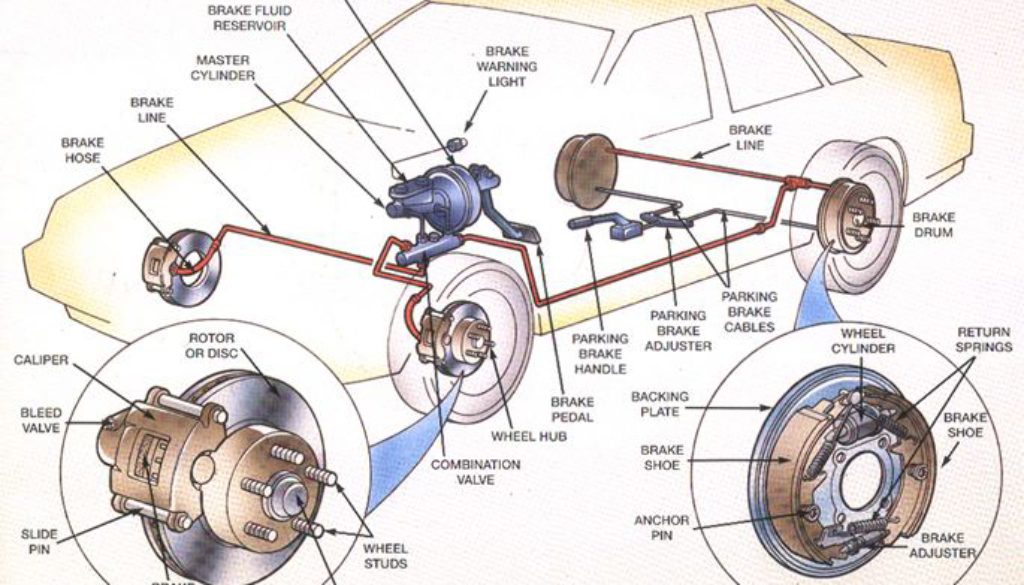 BRAKE FLUID
RESERVOIR
MASTER
CYLINDER
BRAKE
WARNING
LIGHT
BRAKE
LINE
BRAKE
HOSE
BRAKE
LINE
BRAKE
DRUM
PARKING
BRAKE
CABLES
PARKING
BRAKE
ADJUSTER
PARKING
BRAKE
HANDLE
BRAKE
PEDAL
WHEEL HUB
COMBINATION
VALVE
ROTOR
OR DISC
CALIPER
BLEED
VALVE
SLIDE
PIN
WHEEL
STUDS
WHEEL
CYLINDER
RETURN
SPRINGS
BACKING
PLATE
BRAKE
SHOE
BRAKE
SHOE
ANCHOR
PIN
BRAKE
ADJUSTER